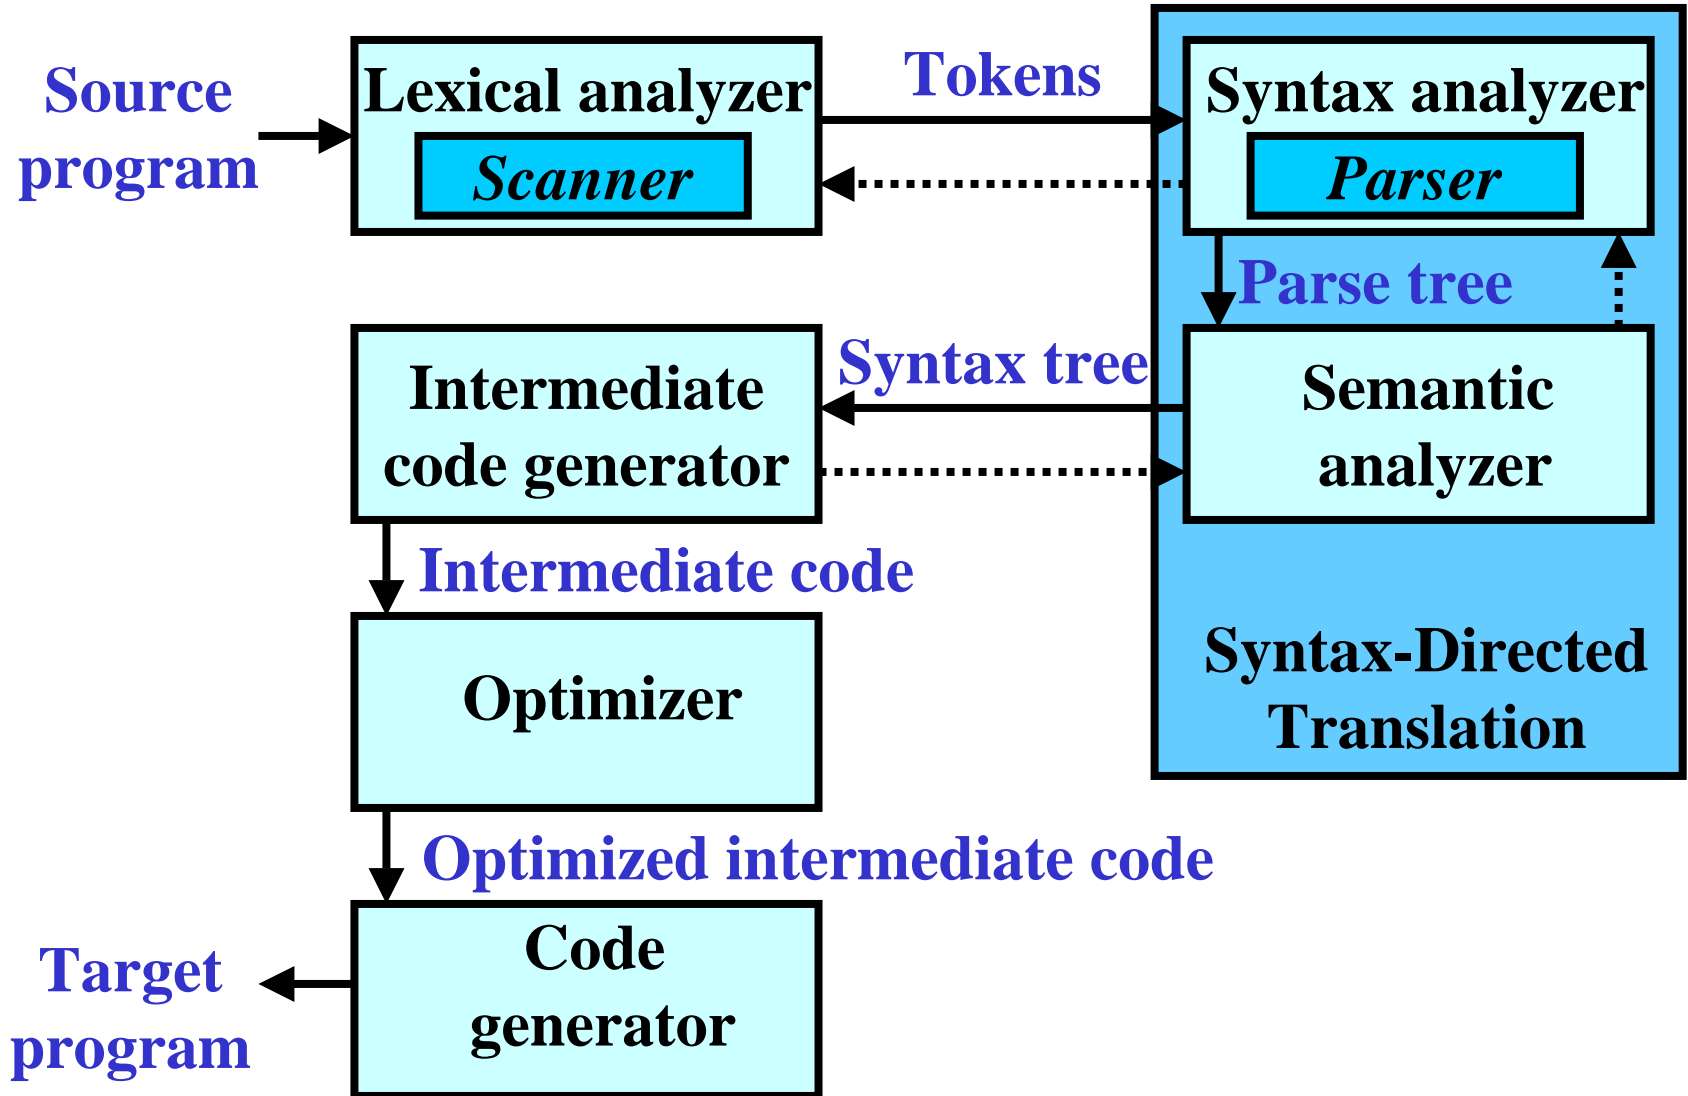 Source
program
Lexical analyzer
Scanner
Tokens
Syntax analyzer
Parser
Parse tree
Semantic
analyzer
Syntax tree
Intermediate
code generator
Intermediate code
Optimizer
Syntax-Directed
Translation
Optimized intermediate code
Code
generator
Target
program